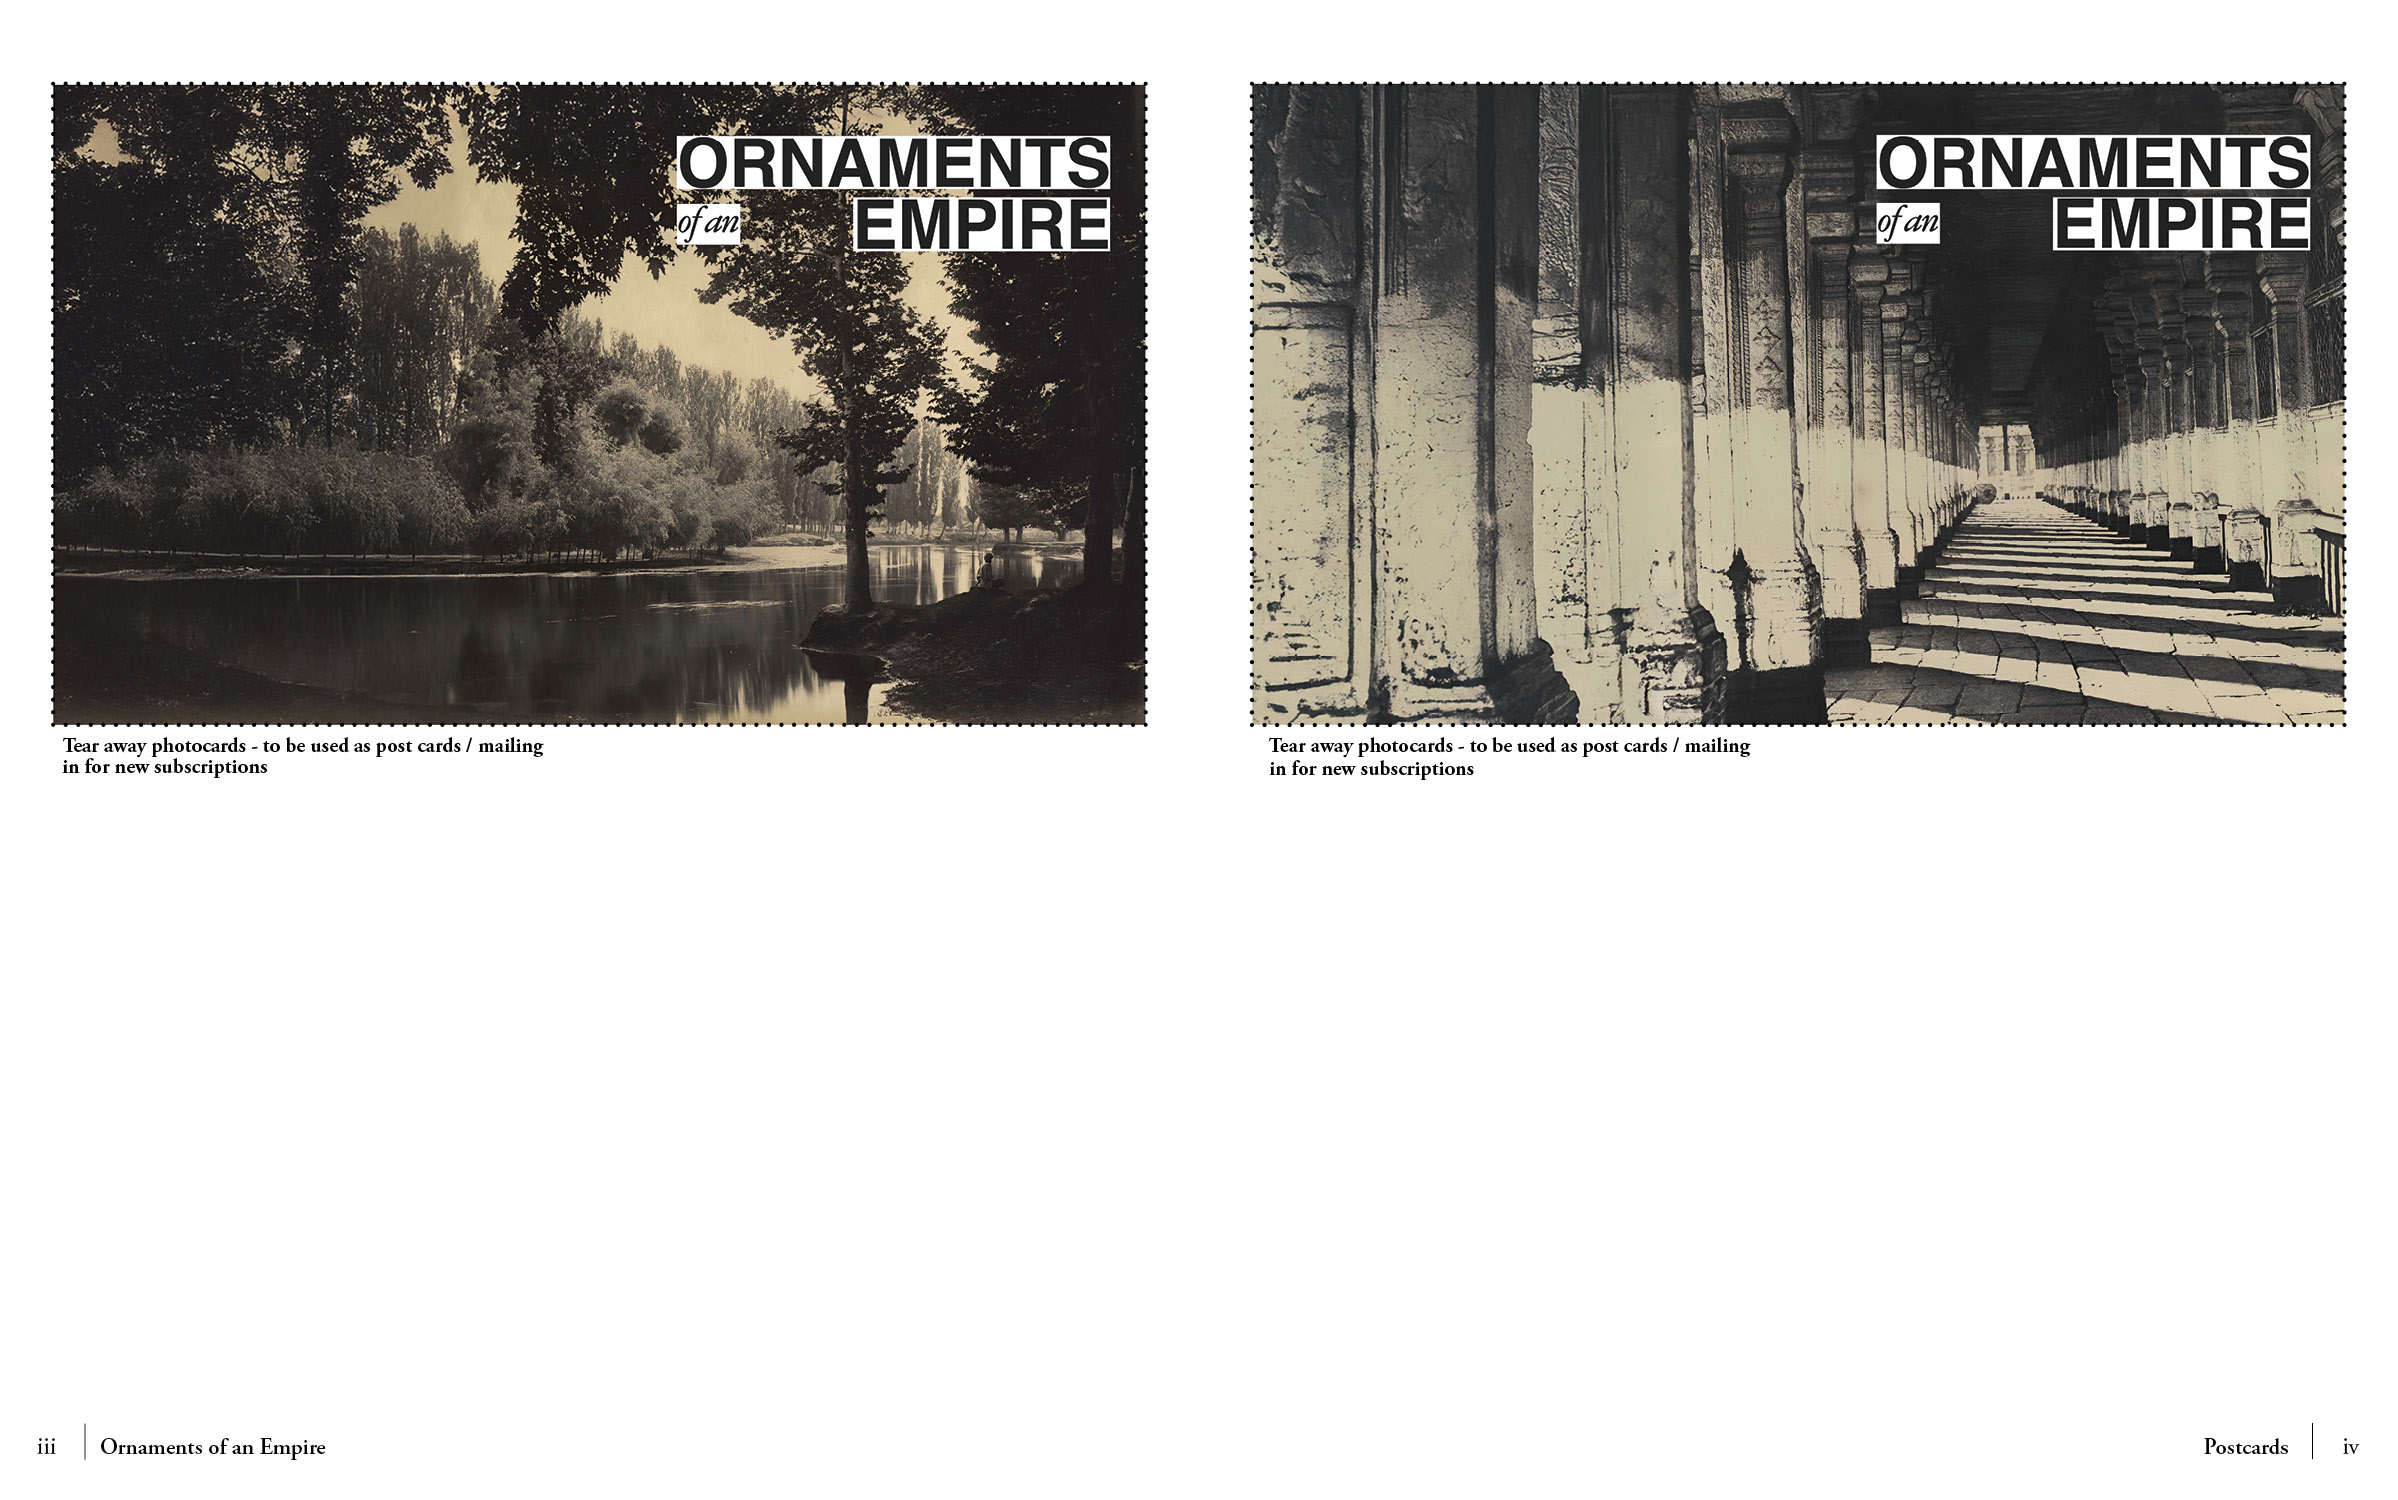 ORNAMENTS
of an EMPIRE
Tear away photocards - to be used as post cards / mailing
in for new subscriptions
ORNAMENTS
of an EMPIRE
Tear away photocards - to be used as post cards / mailing
in for new subscriptions
iii Ornaments of an Empire
Postcards iv